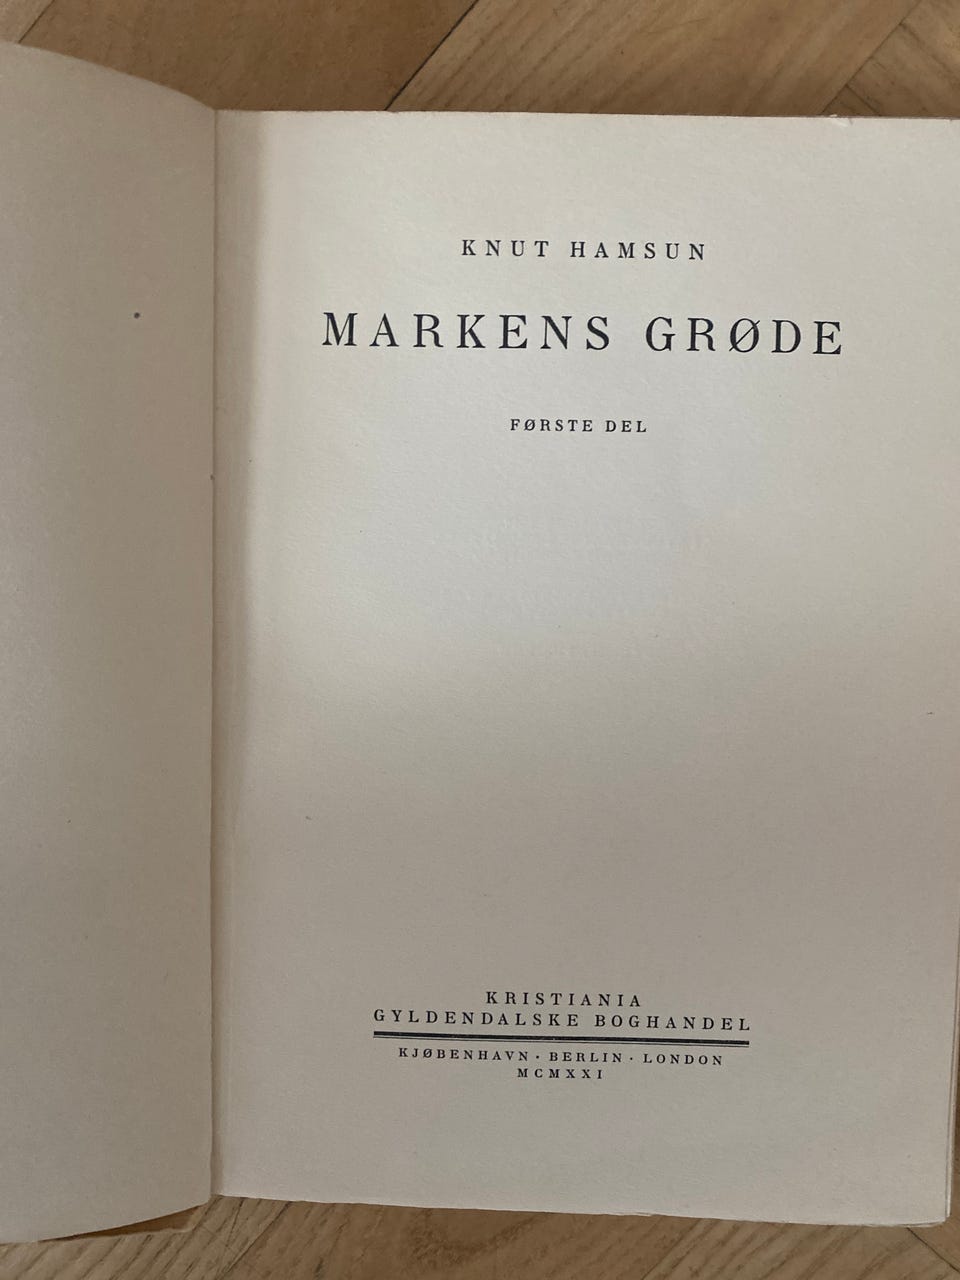 KNUT HAMSUN
MARKENS GRØDE
FØRSTE DEL
KRISTIANIA
GYLDENDALSKE BOGHANDEL
KJØBENHAVN · BERLIN · LONDON
MCMXXI